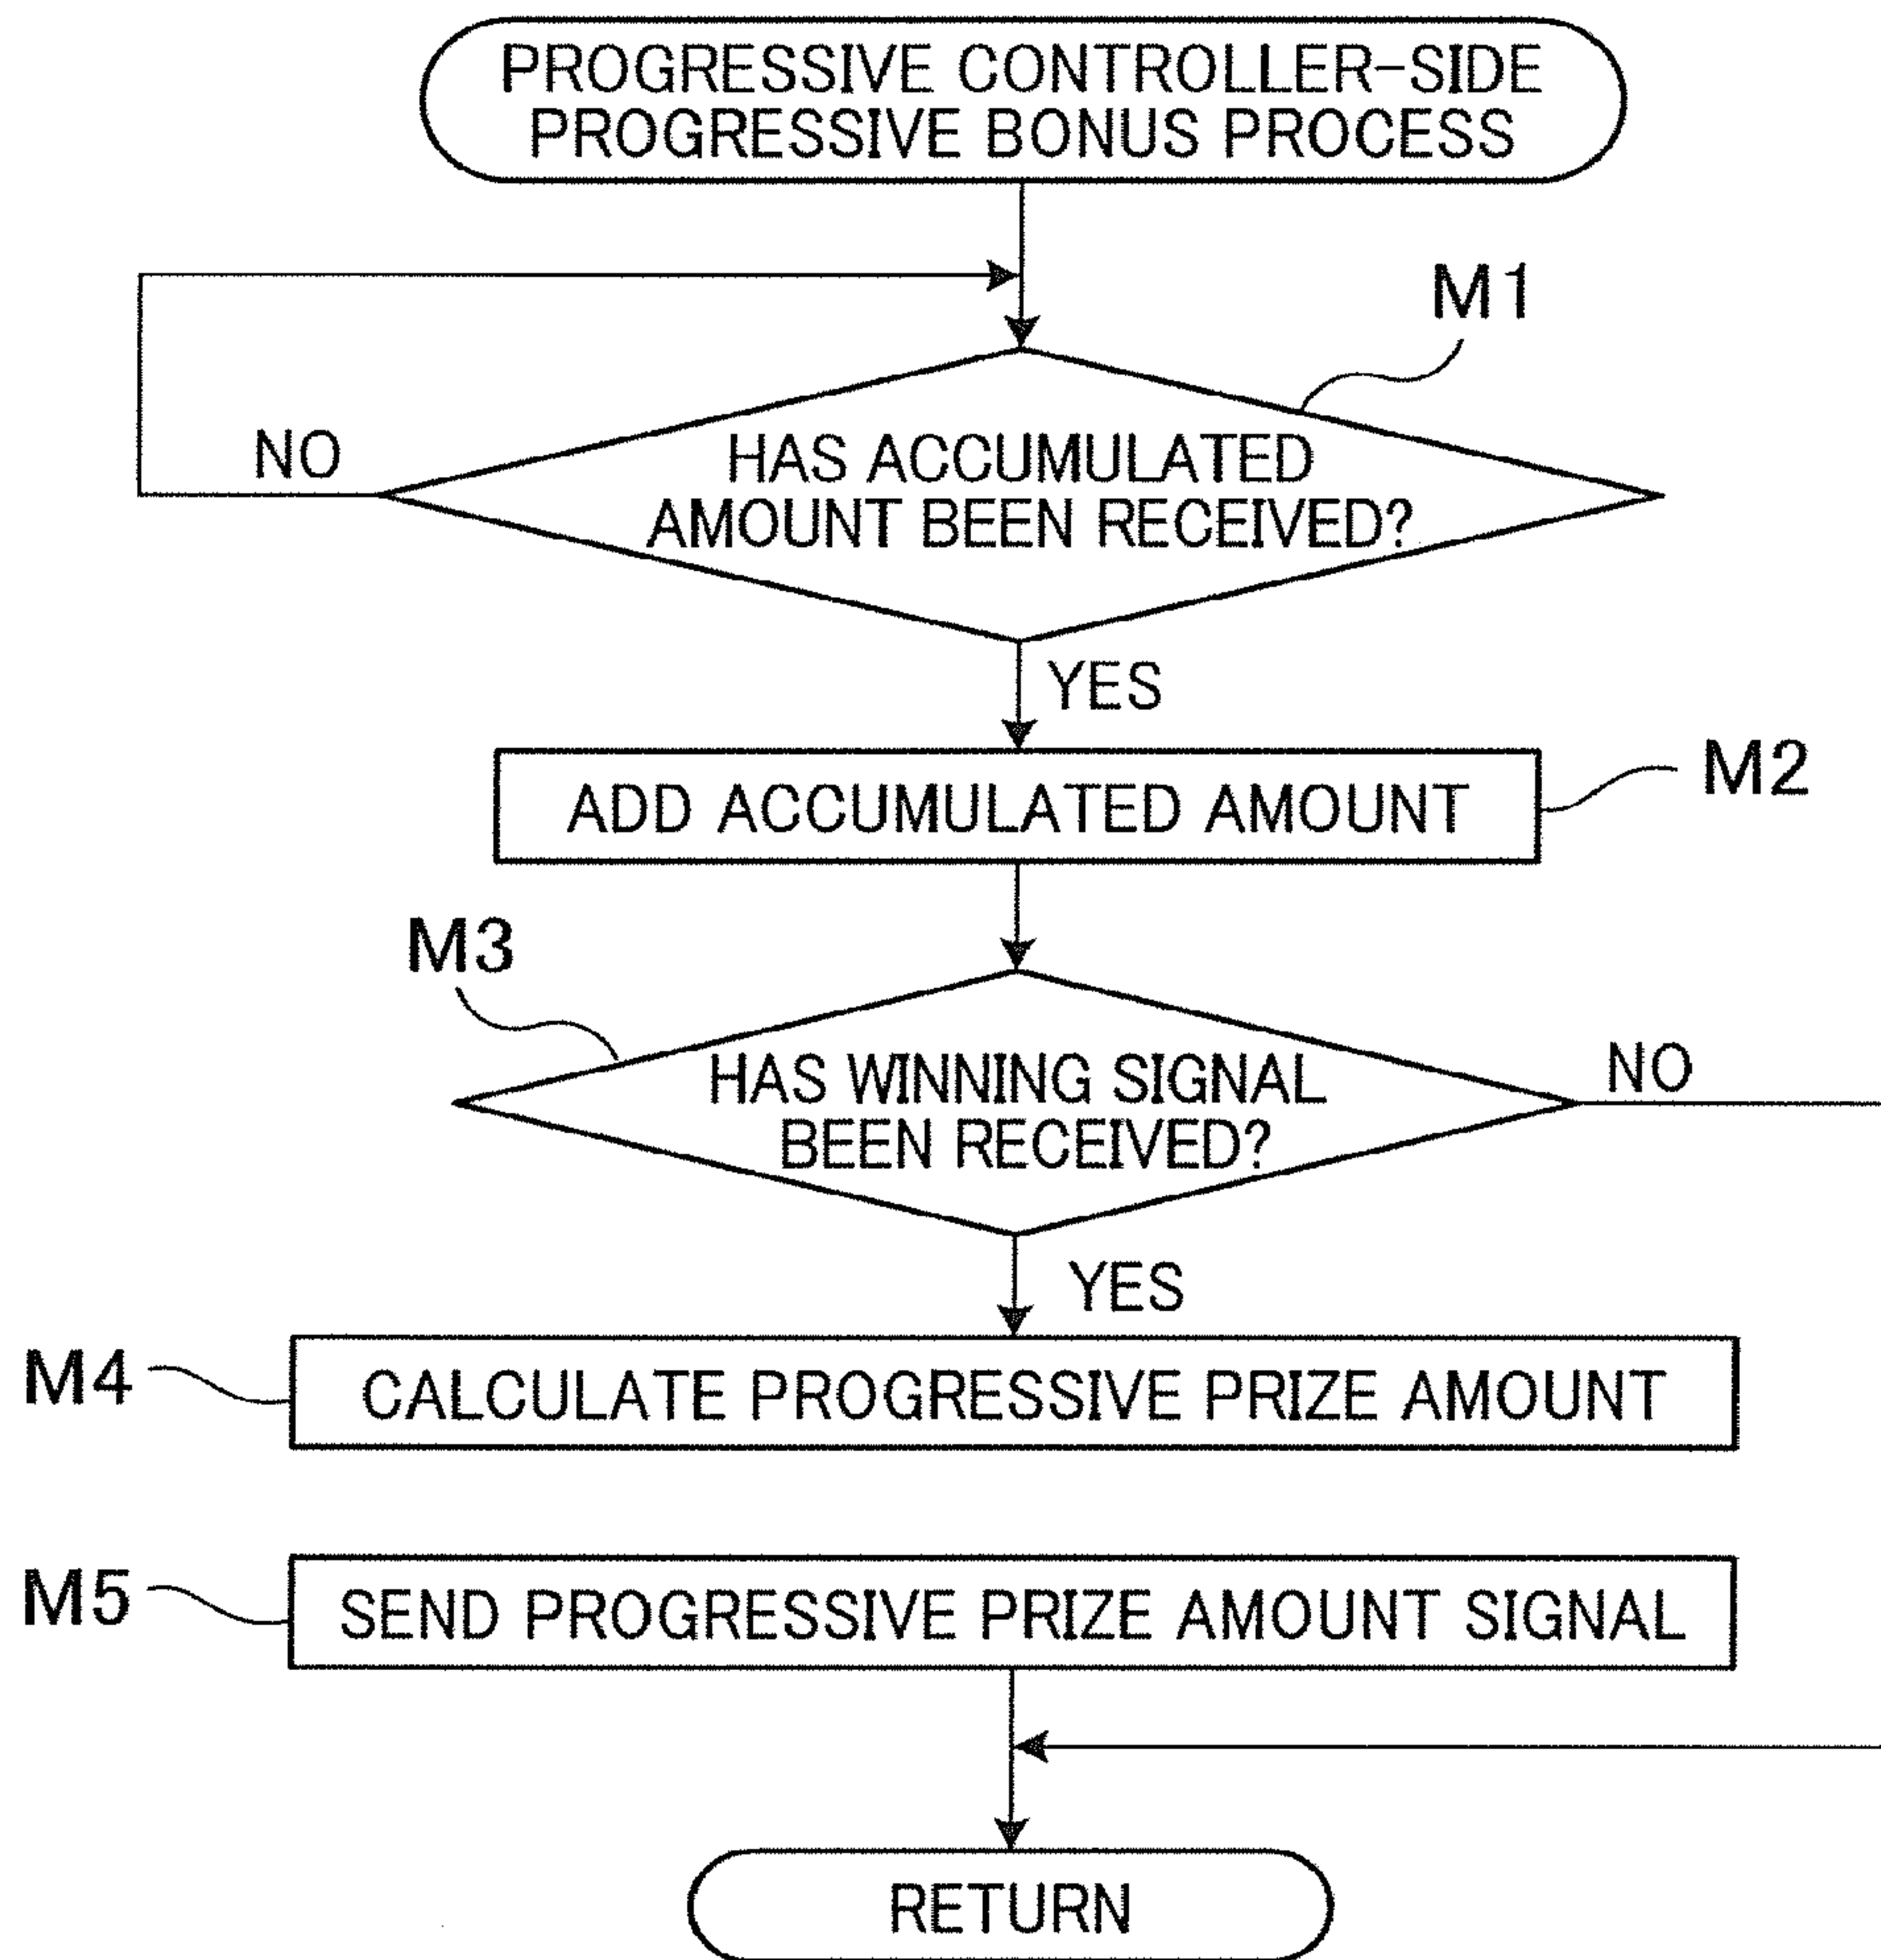 PROGRESSIVE CONTROLLER-SIDE
PROGRESSIVE BONUS PROCESS
M1
HAS ACCUMULATED
AMOUNT BEEN RECEIVED?
NO
YES
ADD ACCUMULATED AMOUNT
M2
M3
HAS WINNING SIGNAL
BEEN RECEIVED?
NO
YES
M4
CALCULATE PROGRESSIVE PRIZE AMOUNT
M5
SEND PROGRESSIVE PRIZE AMOUNT SIGNAL
RETURN